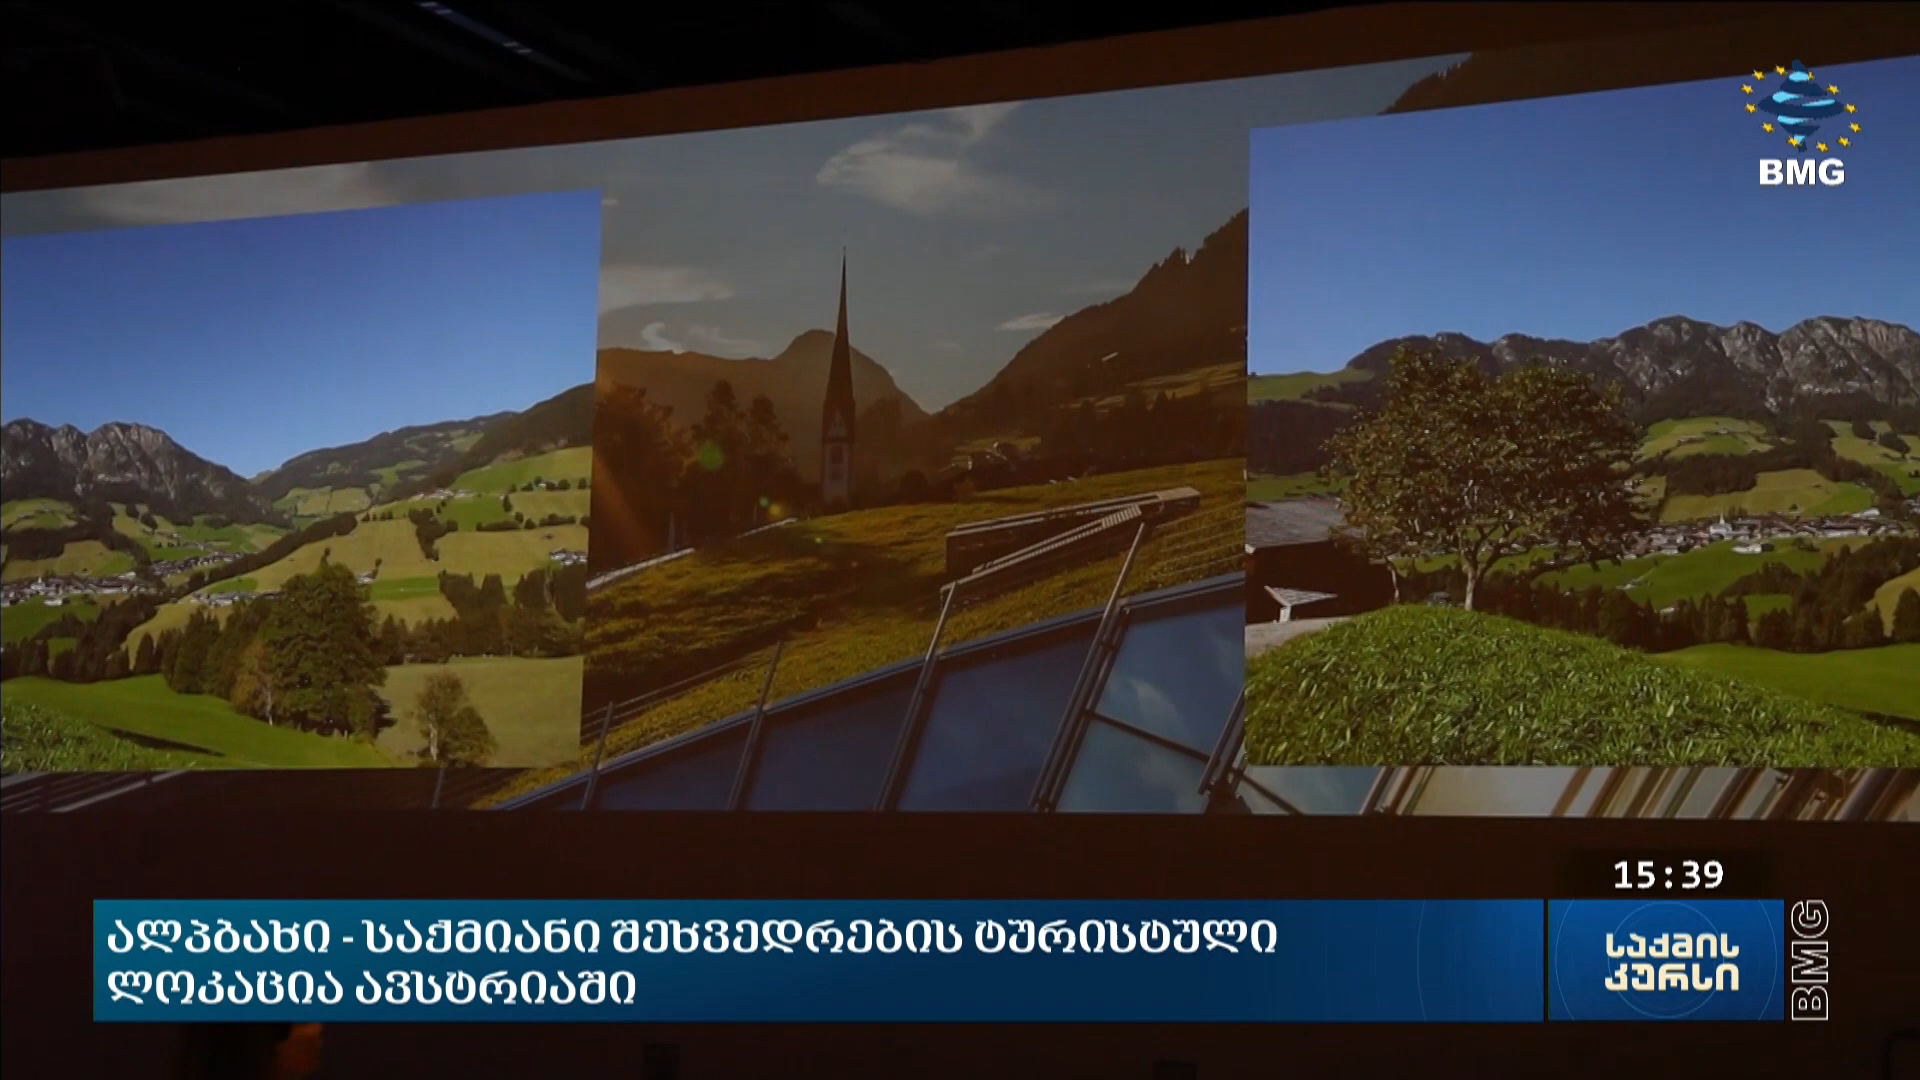 BMG
15:39
ალპბახი - საქმიანი შეხვედრების ტურისტული
ლოკაცია ავსტრიაში
საქმის
კურსი
BMG